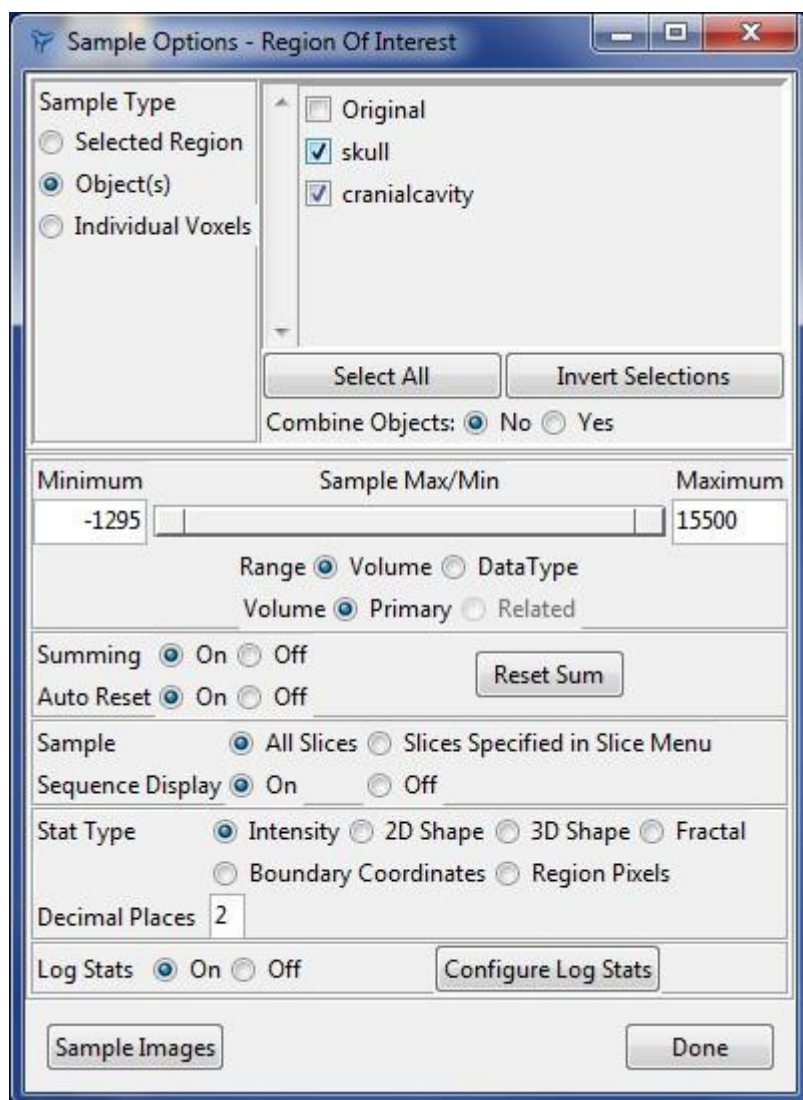 Sample Options - Region Of Interest
Sample Type
Selected Region
Object(s)
Individual Voxels
Original
skull
cranialcavity
Select All Invert Selections
Combine Objects: No Yes
Minimum Sample Max/Min Maximum
-1295 15500
Range Volume DataType
Volume Primary Related
Summing On Off Reset Sum
Auto Reset On Off
Sample All Slices Slices Specified in Slice Menu
Sequence Display On Off
Stat Type Intensity 2D Shape 3D Shape Fractal
Boundary Coordinates Region Pixels
Decimal Places 2
Log Stats On Off Configure Log Stats
Sample Images Done